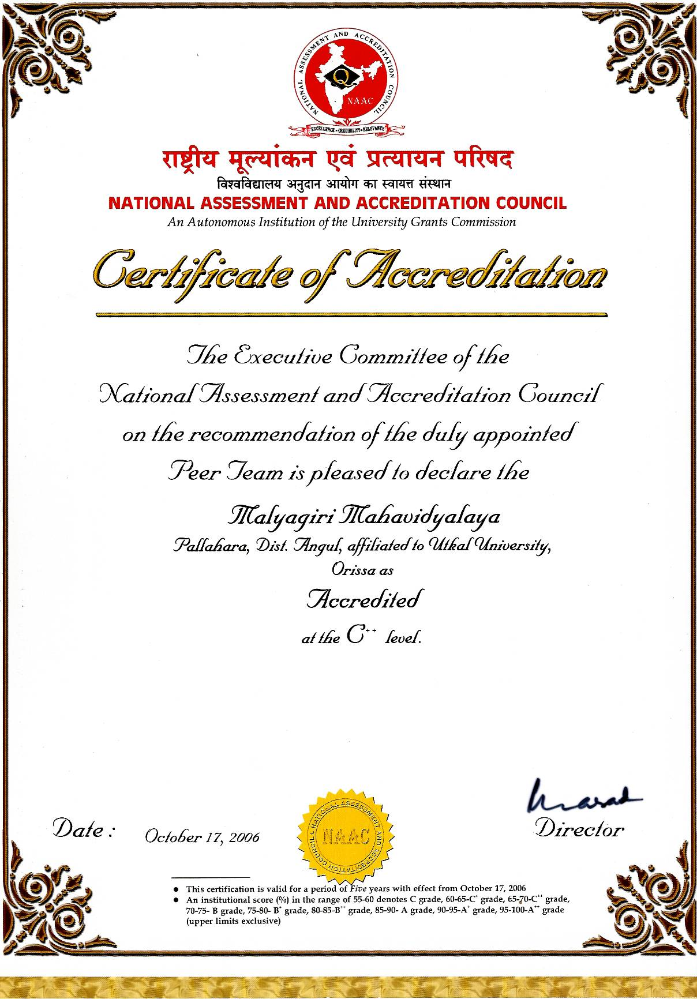 NATIONAL ASSESSMENT AND ACCREDITATION COUNCIL
Q
NAAC
EXCELLENCE - CREDIBILITY - RELEVANCE
राष्ट्रीय मूल्यांकन एवं प्रत्यायन परिषद
विश्वविद्यालय अनुदान आयोग का स्वायत्त संस्थान
NATIONAL ASSESSMENT AND ACCREDITATION COUNCIL
An Autonomous Institution of the University Grants Commission
Certificate of Accreditation
The Executive Committee of the
National Assessment and Accreditation Council
on the recommendation of the duly appointed
Peer Team is pleased to declare the
Malyagiri Mahavidyalaya
Pallahara, Dist. Angul, affiliated to Utkal University,
Orissa as
Accredited
at the C⁺⁺ level.
Date : October 17, 2006
NATIONAL ASSESSMENT AND ACCREDITATION COUNCIL
NAAC
Director
● This certification is valid for a period of Five years with effect from October 17, 2006
● An institutional score (%) in the range of 55-60 denotes C grade, 60-65-C⁺ grade, 65-70-C⁺⁺ grade,
70-75- B grade, 75-80- B⁺ grade, 80-85-B⁺⁺ grade, 85-90- A grade, 90-95-A⁺ grade, 95-100-A⁺⁺ grade
(upper limits exclusive)